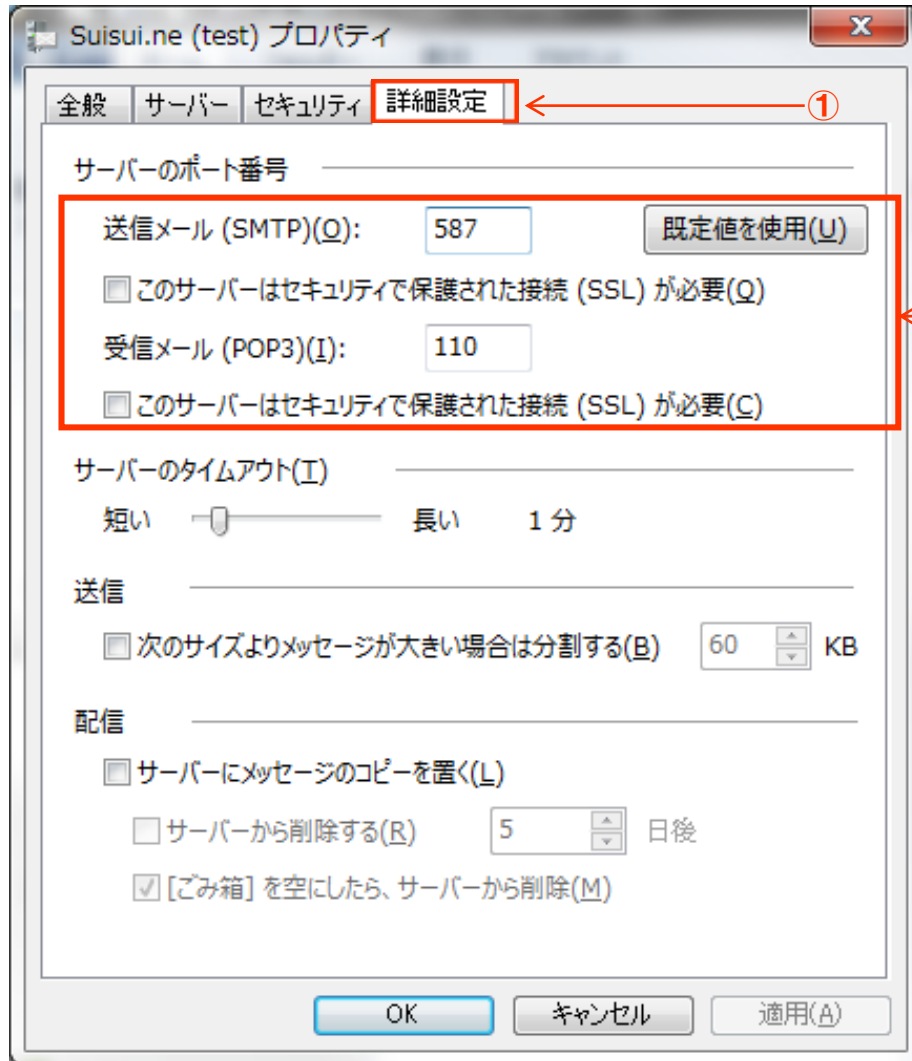 Suisui.ne (test) プロパティ
全般 サーバー セキュリティ 詳細設定 ①
サーバーのポート番号
送信メール (SMTP)(O): 587 既定値を使用(U)
このサーバーはセキュリティで保護された接続 (SSL) が必要(Q)
受信メール (POP3)(I): 110
このサーバーはセキュリティで保護された接続 (SSL) が必要(C)
サーバーのタイムアウト(T)
短い 長い 1 分
送信
次のサイズよりメッセージが大きい場合は分割する(B) 60 KB
配信
サーバーにメッセージのコピーを置く(L)
サーバーから削除する(R) 5 日後
[ごみ箱] を空にしたら、サーバーから削除(M)
OK キャンセル 適用(A)